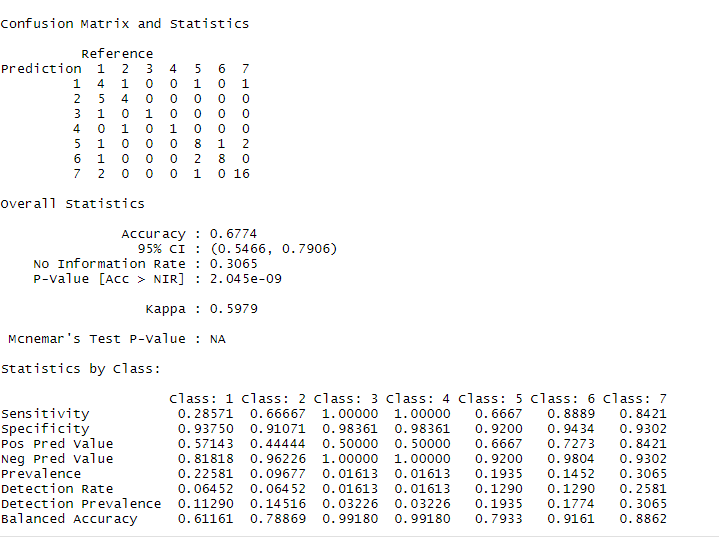 Confusion Matrix and Statistics
Reference
Prediction 1 2 3 4 5 6 7
1 4 1 0 0 1 0 1
2 5 4 0 0 0 0 0
3 1 0 1 0 0 0 0
4 0 1 0 1 0 0 0
5 1 0 0 0 8 1 2
6 1 0 0 0 2 8 0
7 2 0 0 0 1 0 16
Overall Statistics
Accuracy : 0.6774
95% CI : (0.5466, 0.7906)
No Information Rate : 0.3065
P-Value [Acc > NIR] : 2.045e-09
Kappa : 0.5979
Mcnemar's Test P-Value : NA
Statistics by Class:
Class: 1 Class: 2 Class: 3 Class: 4 Class: 5 Class: 6 Class: 7
Sensitivity 0.28571 0.66667 1.00000 1.00000 0.6667 0.8889 0.8421
Specificity 0.93750 0.91071 0.98361 0.98361 0.9200 0.9434 0.9302
Pos Pred Value 0.57143 0.44444 0.50000 0.50000 0.6667 0.7273 0.8421
Neg Pred Value 0.81818 0.96226 1.00000 1.00000 0.9200 0.9804 0.9302
Prevalence 0.22581 0.09677 0.01613 0.01613 0.1935 0.1452 0.3065
Detection Rate 0.06452 0.06452 0.01613 0.01613 0.1290 0.1290 0.2581
Detection Prevalence 0.11290 0.14516 0.03226 0.03226 0.1935 0.1774 0.3065
Balanced Accuracy 0.61161 0.78869 0.99180 0.99180 0.7933 0.9161 0.8862